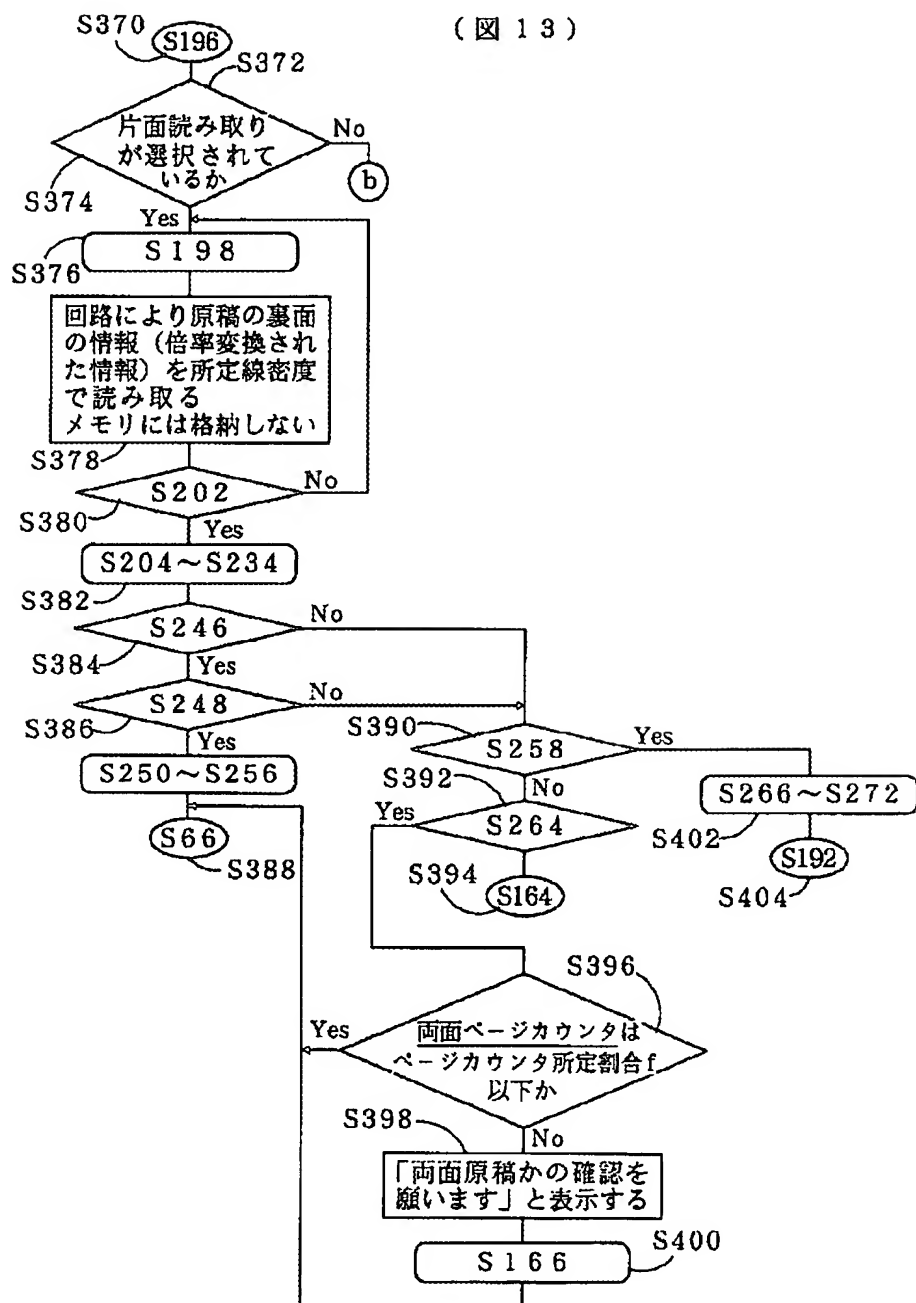 (図 13)
S370
S196
S372
片面読み取り
が選択されて
いるか
No
b
S374
Yes
S376
S198
回路により原稿の裏面
の情報（倍率変換され
た情報）を所定線密度
で読み取る
メモリには格納しない
S378
S202
No
S380
Yes
S204～S234
S382
S246
No
S384
Yes
S248
No
S386
Yes
S390
S258
Yes
S250～S256
S392
No
S266～S272
Yes
S264
S402
S66
S388
S394
S164
S192
S404
S396
Yes
両面ページカウンタは
ページカウンタ所定割合f
以下か
S398
No
「両面原稿かの確認を
願います」と表示する
S400
S166